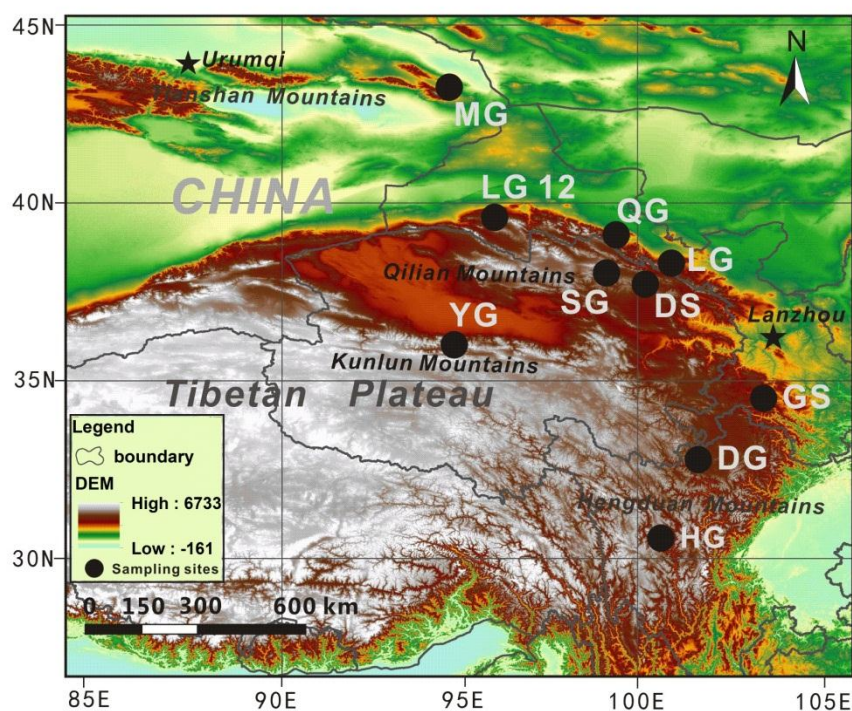 45N
Urumqi
N
Tienshan Mountains
MG
40N
CHINA
LG 12
QG
Qilian Mountains
LG
SG
DS
Lanzhou
YG
Kunlun Mountains
35N
Tibetan Plateau
GS
Legend
boundary
DEM
High : 6733
Low : -161
Sampling sites
DG
Hengduan Mountains
HG
30N
0 150 300 600 km
85E 90E 95E 100E 105E